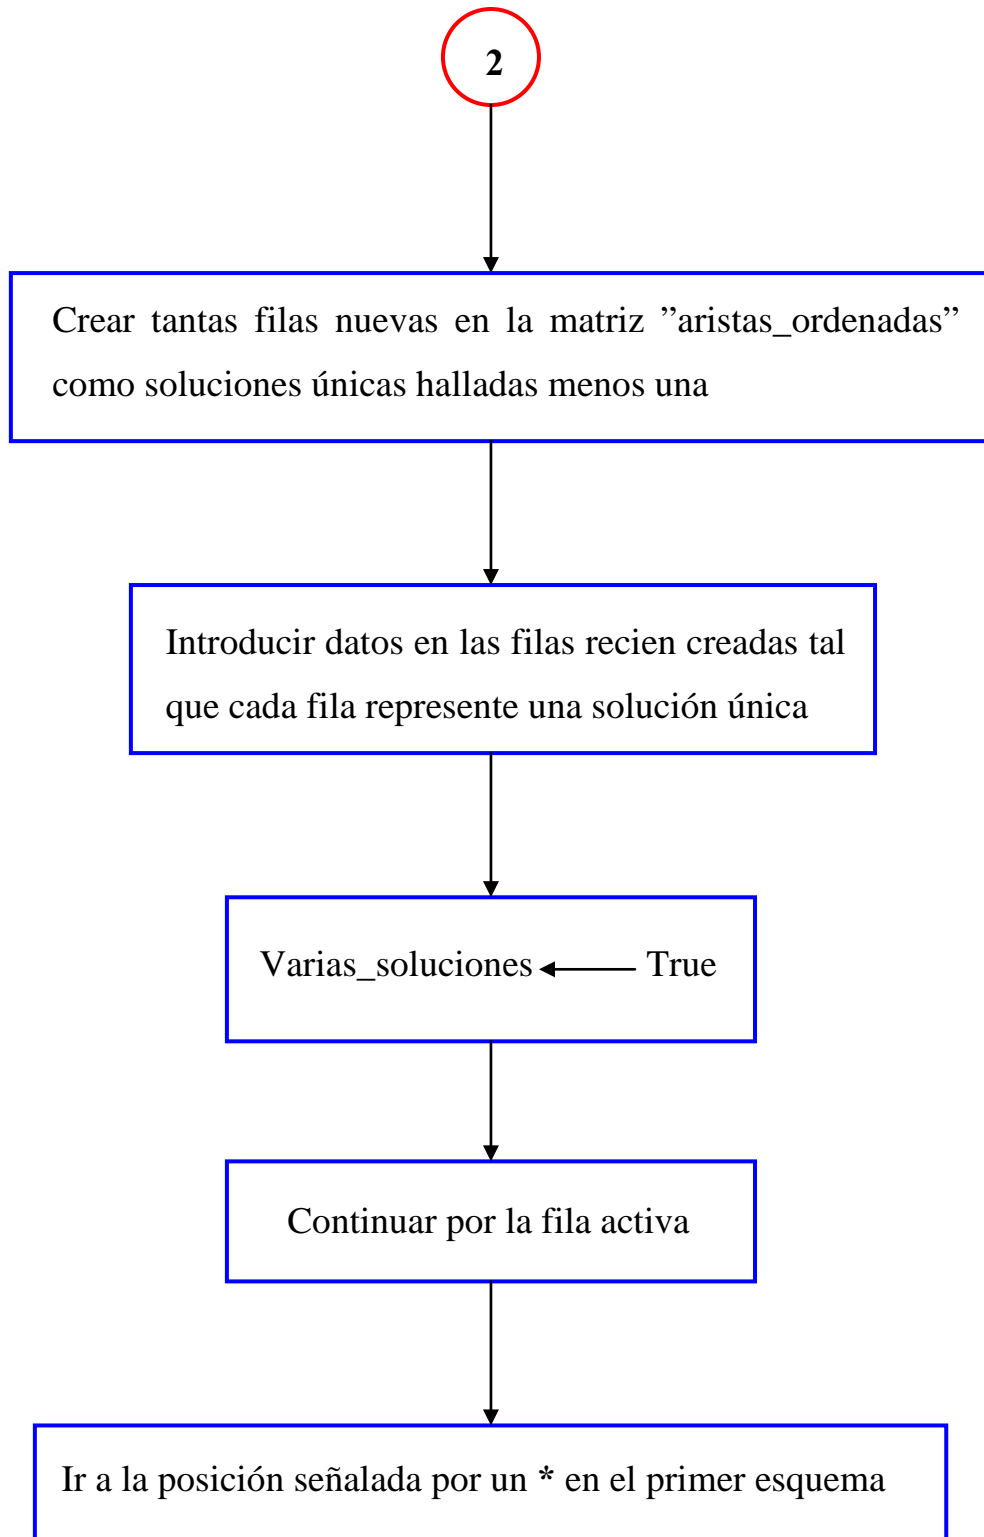 2
Crear tantas filas nuevas en la matriz ”aristas_ordenadas”
como soluciones únicas halladas menos una
Introducir datos en las filas recien creadas tal
que cada fila represente una solución única
Varias_soluciones ← True
Continuar por la fila activa
Ir a la posición señalada por un * en el primer esquema